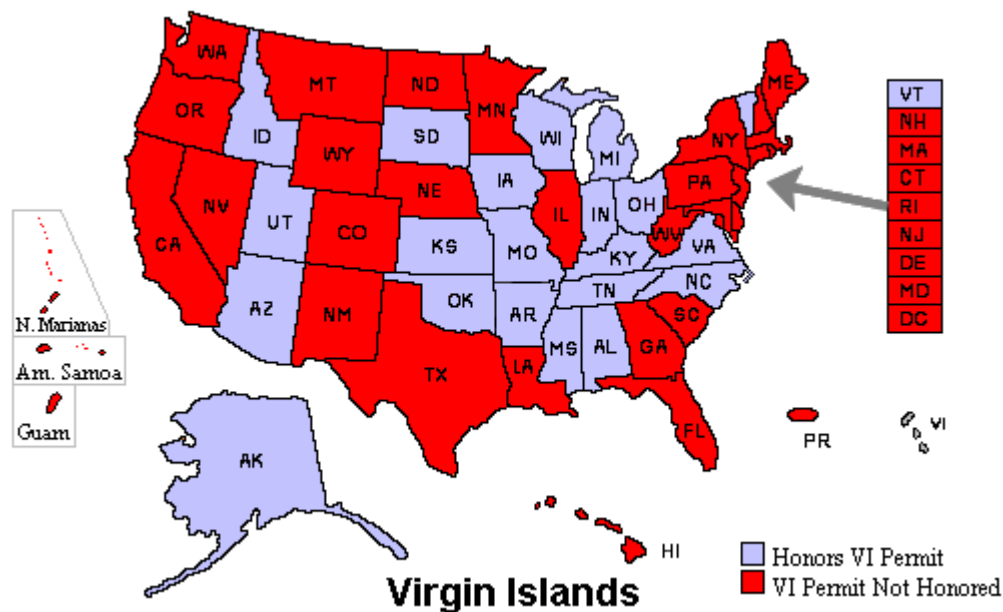 WA
MT
ND
MN
ME
VT
OR
ID
SD
WI
MI
NY
NH
WY
MA
IA
PA
CT
NE
NV
UT
CO
IL
IN
OH
RI
CA
KS
MO
WV
VA
NJ
KY
DE
AZ
NM
OK
AR
TN
NC
MD
N. Marianas
SC
DC
MS
AL
GA
Am. Samoa
TX
LA
Guam
FL
PR
VI
AK
HI
Honors VI Permit
Virgin Islands
VI Permit Not Honored